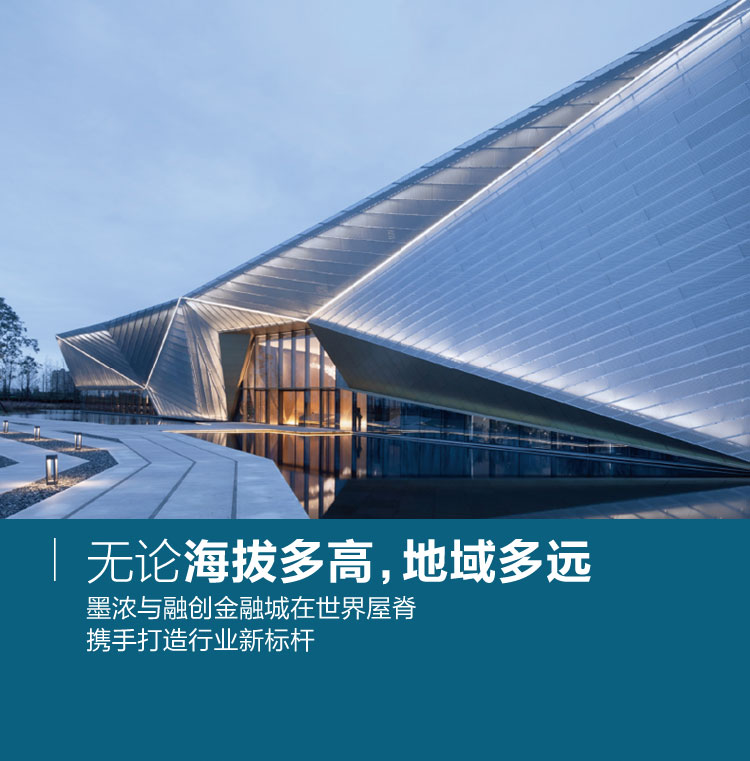 无论海拔多高，地域多远
墨浓与融创金融城在世界屋脊
携手打造行业新标杆